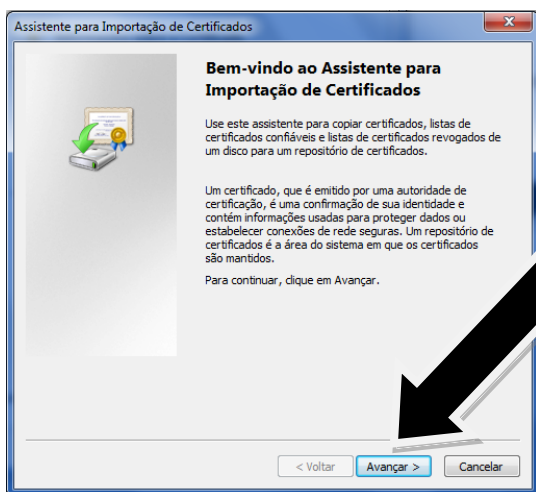 Assistente para Importação de Certificados
Bem-vindo ao Assistente para
Importação de Certificados
Use este assistente para copiar certificados, listas de
certificados confiáveis e listas de certificados revogados de
um disco para um repositório de certificados.
Um certificado, que é emitido por uma autoridade de
certificação, é uma confirmação de sua identidade e
contém informações usadas para proteger dados ou
estabelecer conexões de rede seguras. Um repositório de
certificados é a área do sistema em que os certificados
são mantidos.
Para continuar, clique em Avançar.
< Voltar Avançar > Cancelar